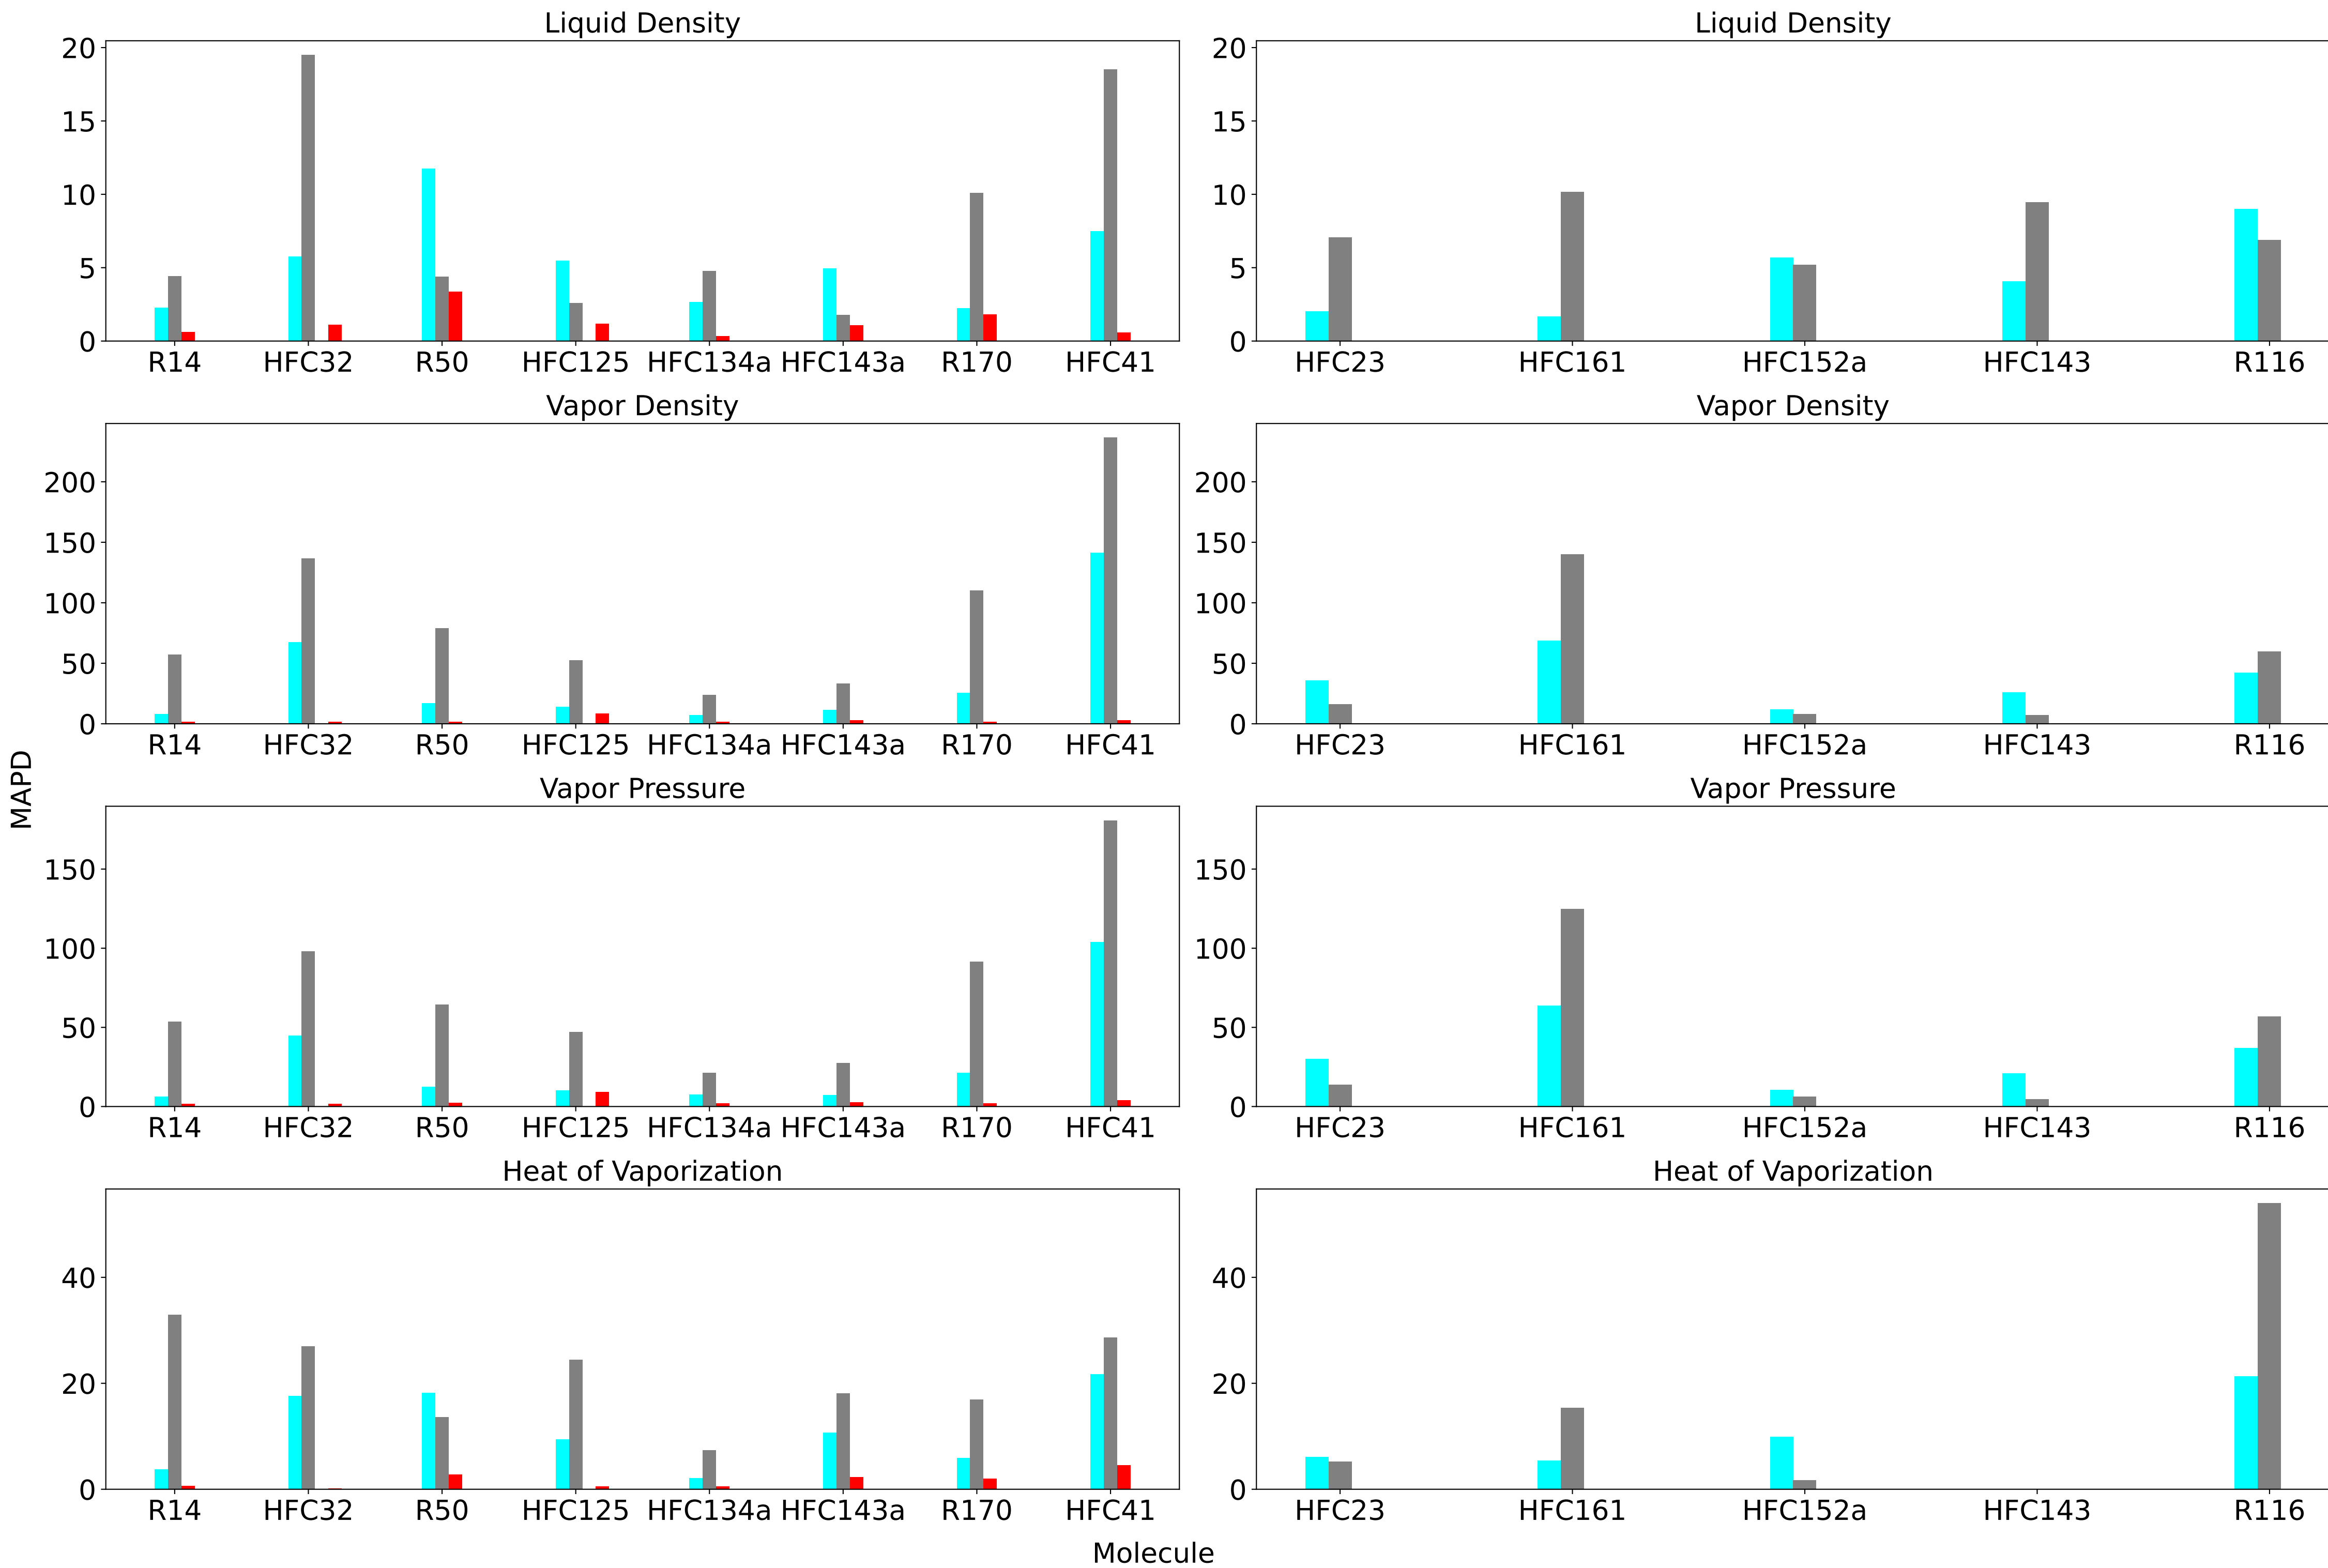 Liquid Density
20
15
10
5
0
R14 HFC32 R50 HFC125 HFC134a HFC143a R170 HFC41
Liquid Density
20
15
10
5
0
HFC23 HFC161 HFC152a HFC143 R116
Vapor Density
200
150
100
50
0
R14 HFC32 R50 HFC125 HFC134a HFC143a R170 HFC41
Vapor Density
200
150
100
50
0
HFC23 HFC161 HFC152a HFC143 R116
MAPD
Vapor Pressure
150
100
50
0
R14 HFC32 R50 HFC125 HFC134a HFC143a R170 HFC41
Vapor Pressure
150
100
50
0
HFC23 HFC161 HFC152a HFC143 R116
Heat of Vaporization
40
20
0
R14 HFC32 R50 HFC125 HFC134a HFC143a R170 HFC41
Heat of Vaporization
40
20
0
HFC23 HFC161 HFC152a HFC143 R116
Molecule